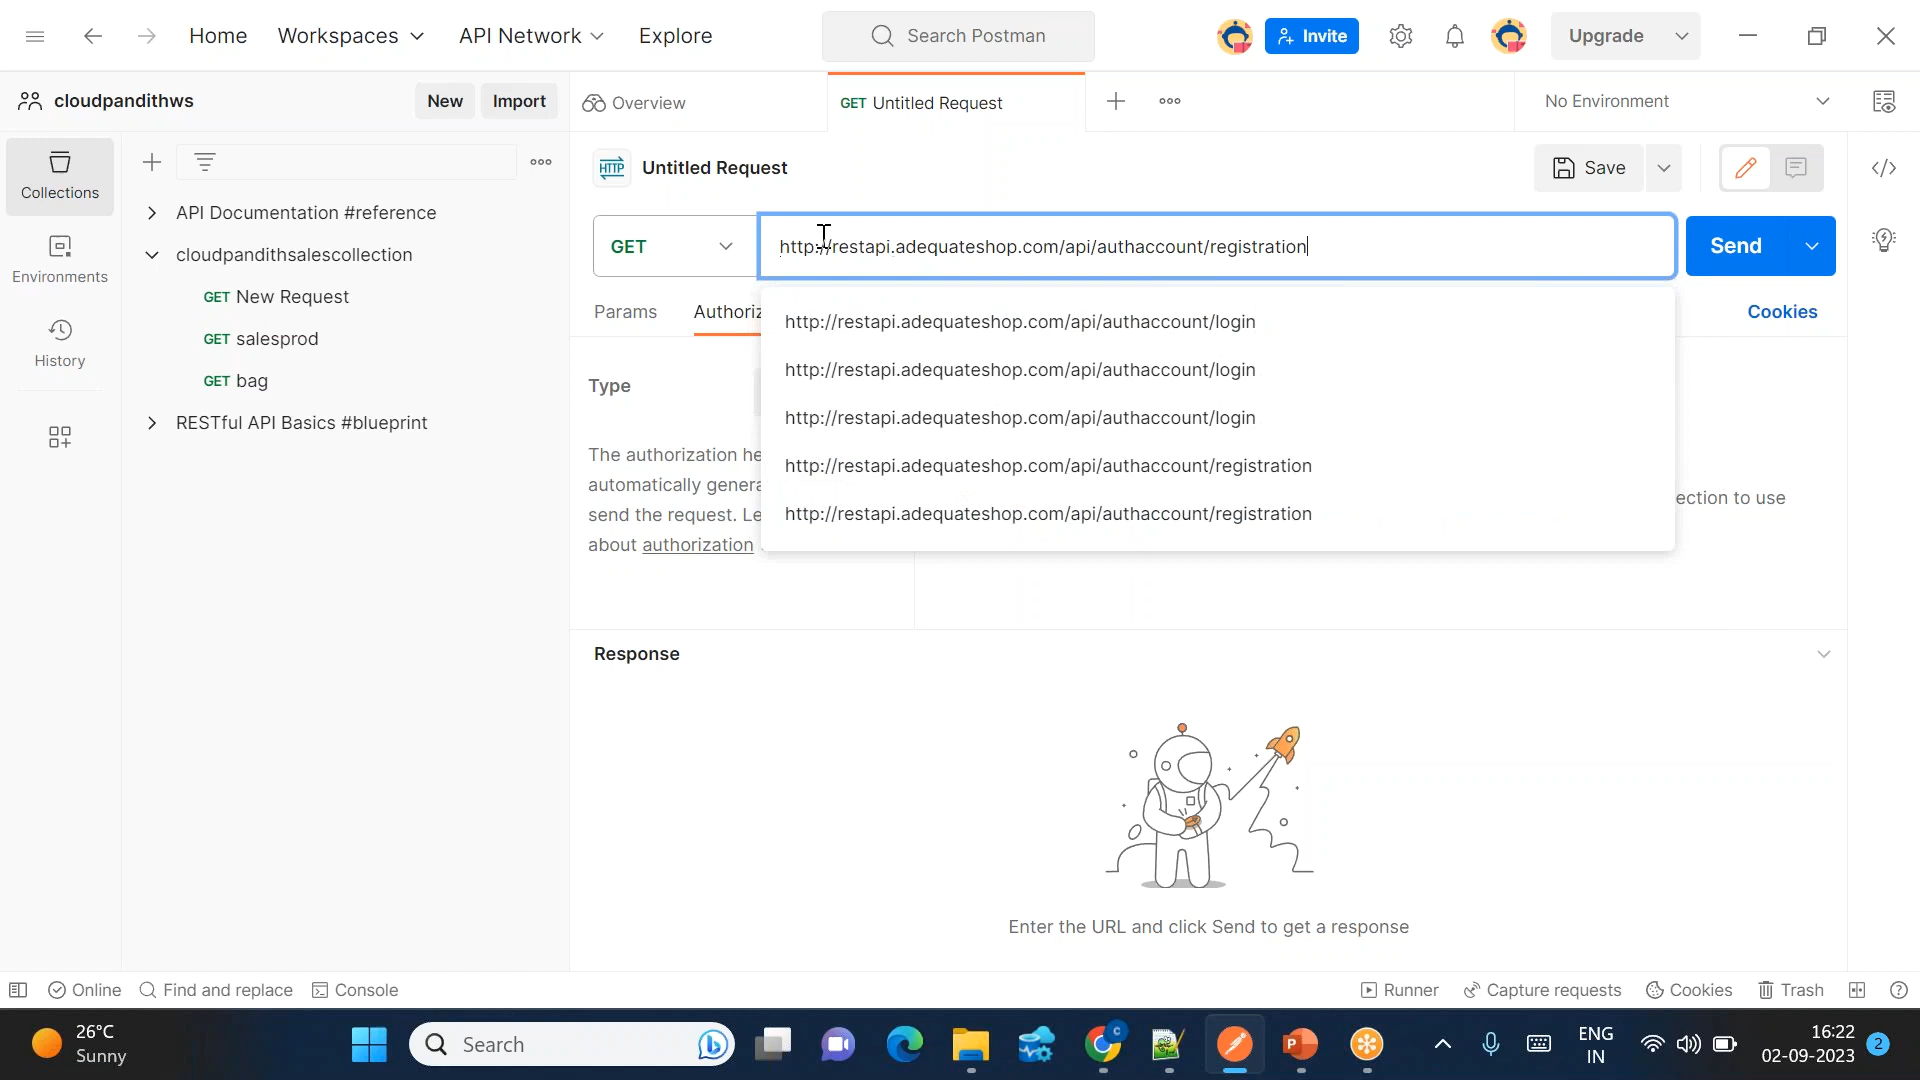 Home
Workspaces
API Network
Explore
Search Postman
Invite
Upgrade
cloudpandithws
New
Import
Overview
GET Untitled Request
No Environment
Collections
Environments
History
API Documentation #reference
cloudpandithsalescollection
GET New Request
GET salesprod
GET bag
RESTful API Basics #blueprint
HTTP
Untitled Request
Save
GET
http://restapi.adequateshop.com/api/authaccount/registration
Send
Params
Authoriz
Cookies
http://restapi.adequateshop.com/api/authaccount/login
http://restapi.adequateshop.com/api/authaccount/login
http://restapi.adequateshop.com/api/authaccount/login
http://restapi.adequateshop.com/api/authaccount/registration
http://restapi.adequateshop.com/api/authaccount/registration
Type
The authorization he
automatically genera
send the request. Le
about authorization
ection to use
Response
Enter the URL and click Send to get a response
Online
Find and replace
Console
Runner
Capture requests
Cookies
Trash
26°C
Sunny
Search
C
P
ENG
IN
16:22
02-09-2023
2